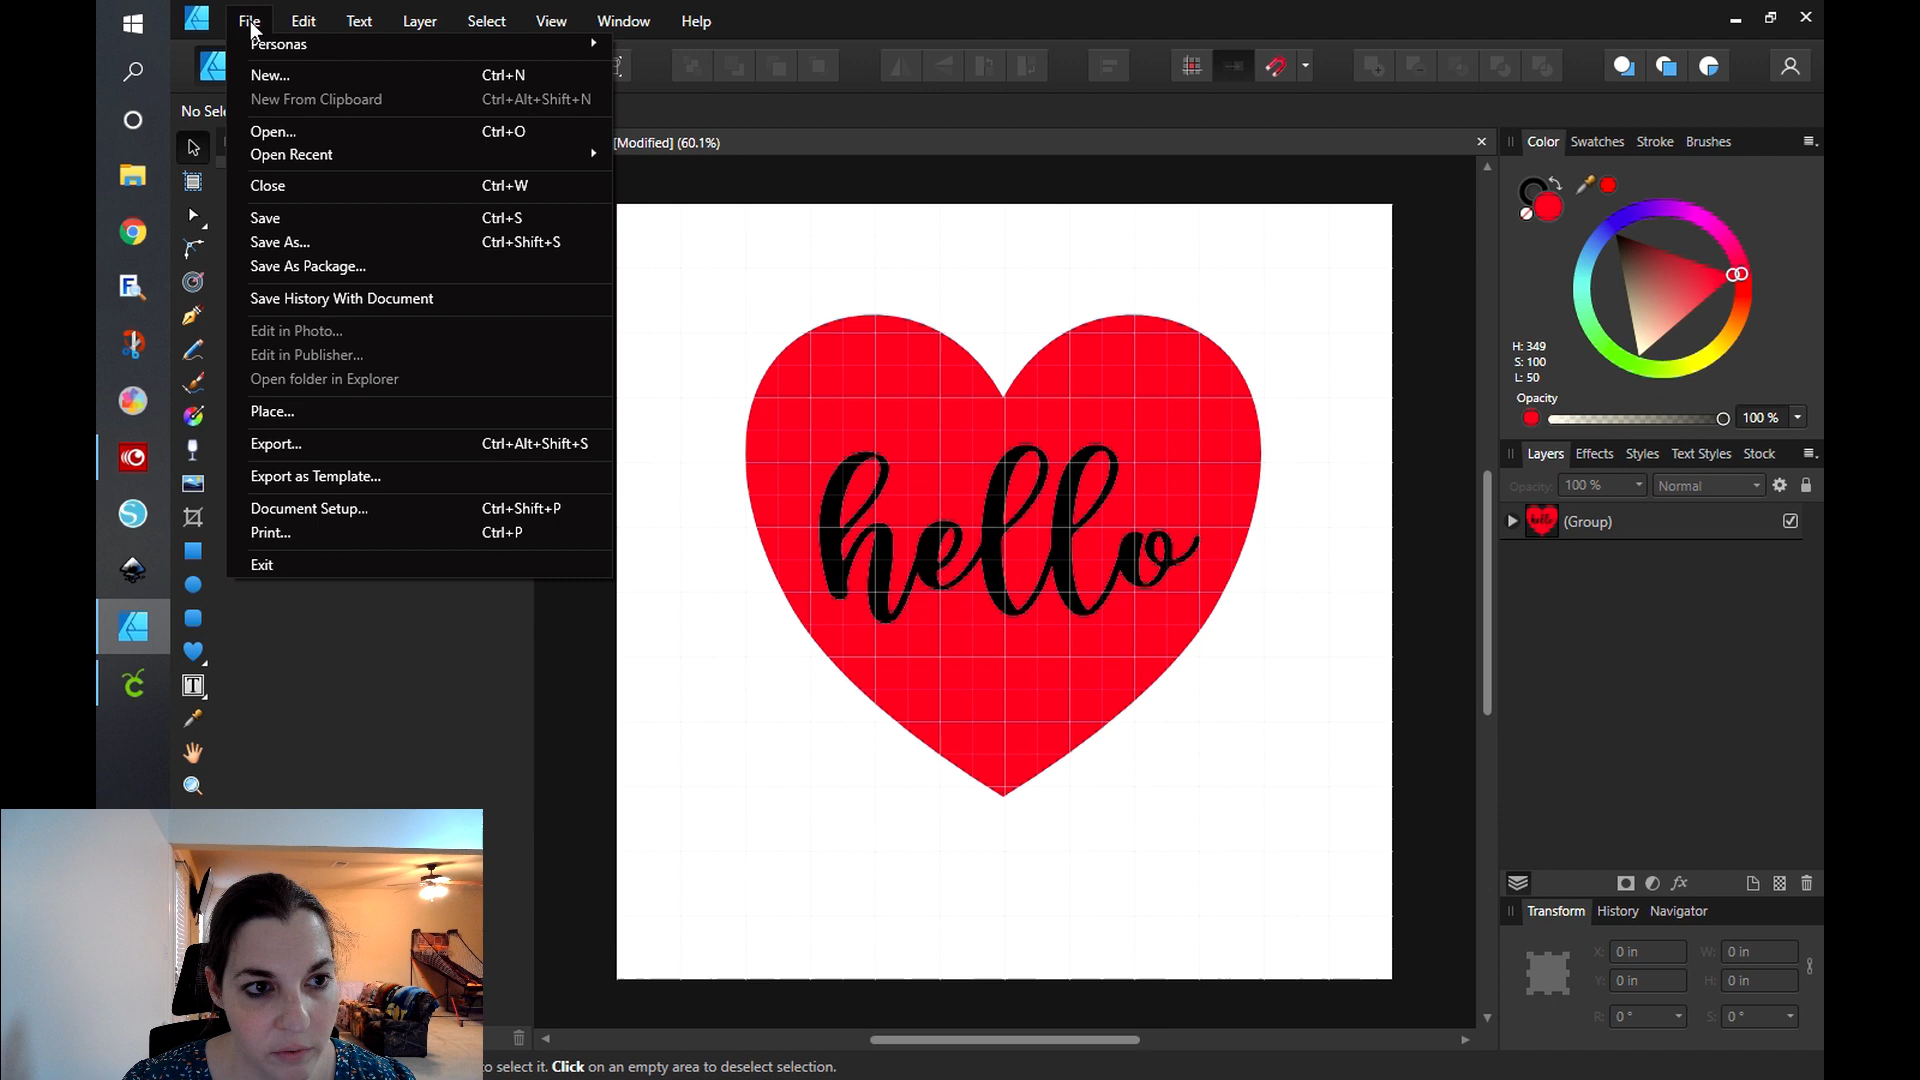 File Edit Text Layer Select View Window Help
Personas
New... Ctrl+N
New From Clipboard Ctrl+Alt+Shift+N
No Sele
Open... Ctrl+O
[Modified] (60.1%)
Color Swatches Stroke Brushes
Open Recent
Close Ctrl+W
Save Ctrl+S
Save As... Ctrl+Shift+S
Save As Package...
Save History With Document
Edit in Photo...
Edit in Publisher...
Open folder in Explorer
Place...
Export... Ctrl+Alt+Shift+S
Export as Template...
Document Setup... Ctrl+Shift+P
Print... Ctrl+P
Exit
hello
H: 349
S: 100
L: 50
Opacity
100 %
Layers Effects Styles Text Styles Stock
Opacity: 100 % Normal
(Group)
Transform History Navigator
X: 0 in W: 0 in
Y: 0 in H: 0 in
R: 0 ° S: 0 °
to select it. Click on an empty area to deselect selection.